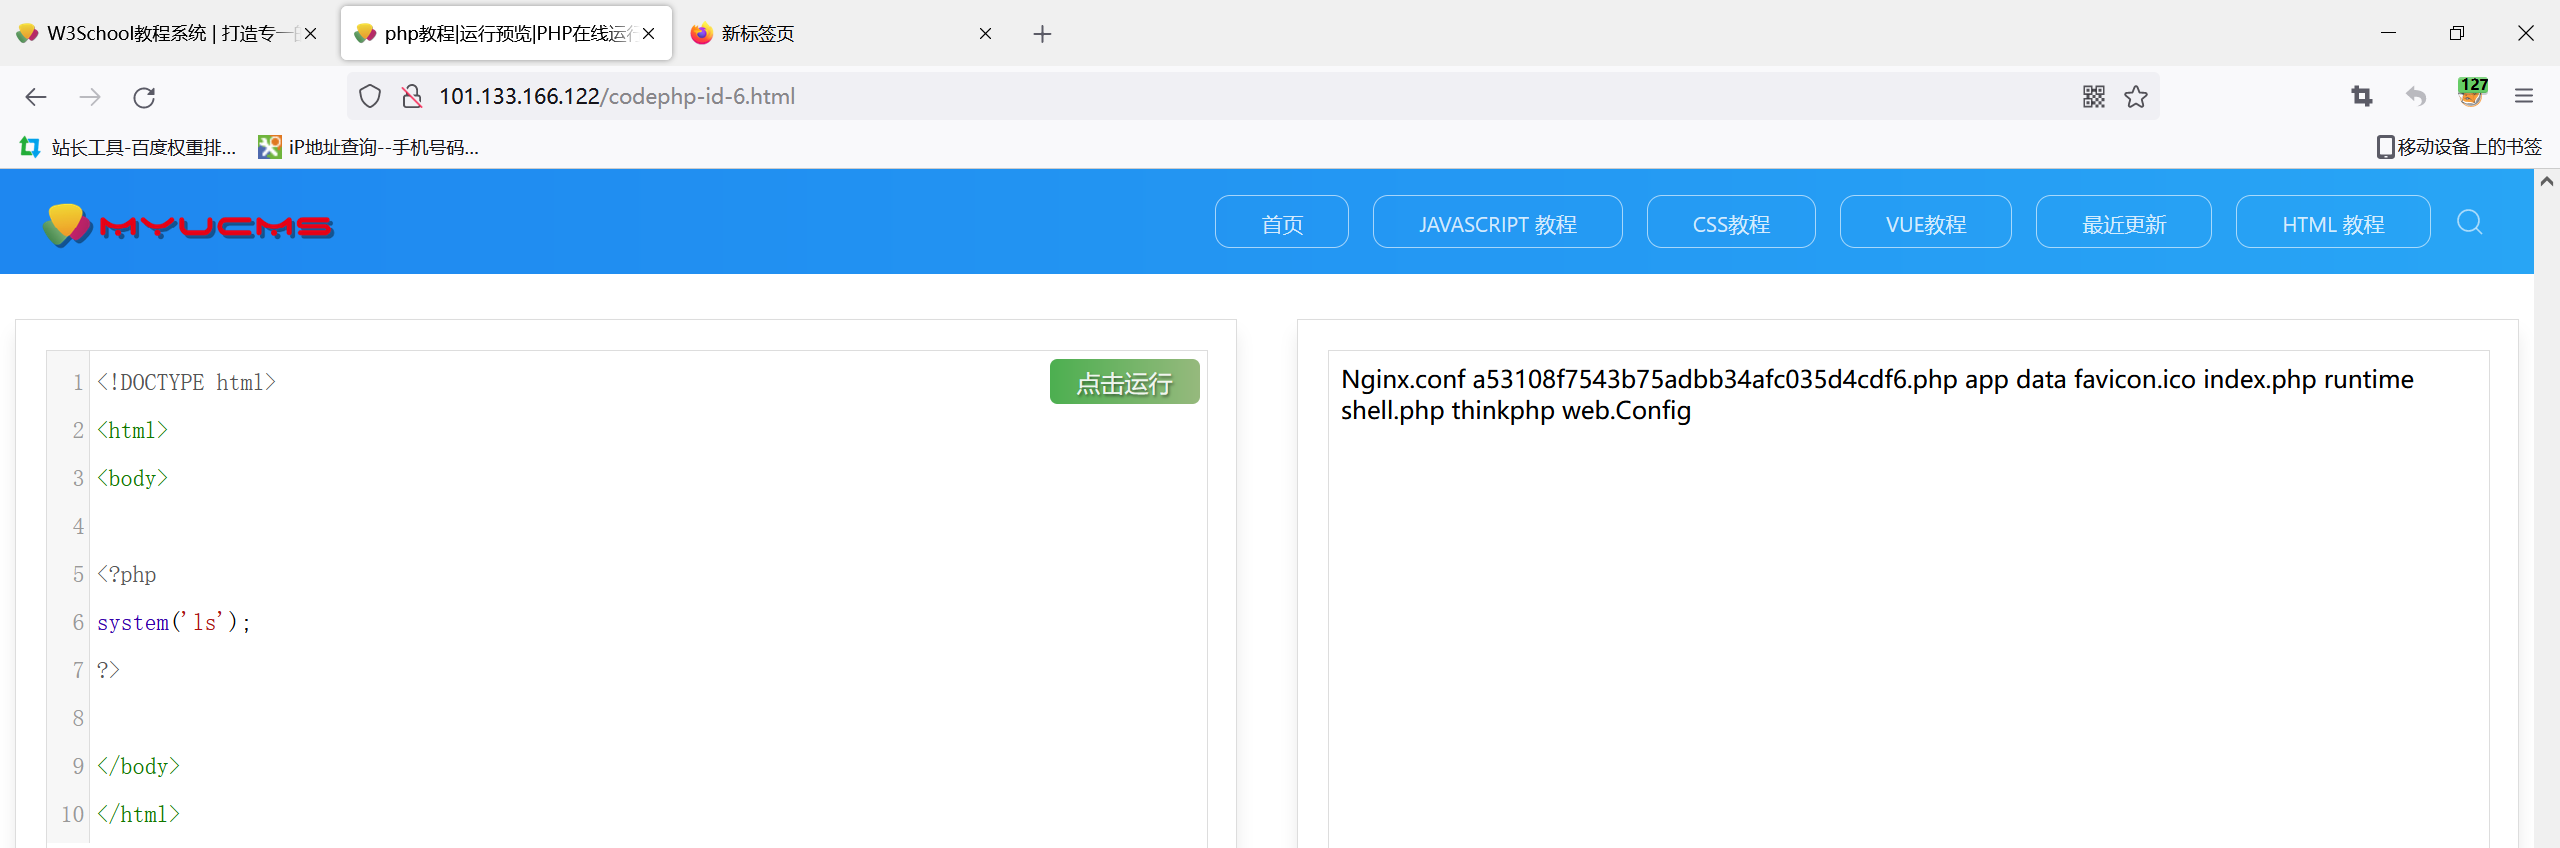 W3School教程系统 | 打造专一
php教程|运行预览|PHP在线运行
新标签页
101.133.166.122/codephp-id-6.html
127
站长工具-百度权重排...
iP地址查询--手机号码...
移动设备上的书签
MYUCMS
首页
JAVASCRIPT 教程
CSS教程
VUE教程
最近更新
HTML 教程
点击运行
1 <!DOCTYPE html>
2 <html>
3 <body>
4
5 <?php
6 system('ls');
7 ?>
8
9 </body>
10 </html>
Nginx.conf a53108f7543b75adbb34afc035d4cdf6.php app data favicon.ico index.php runtime
shell.php thinkphp web.Config